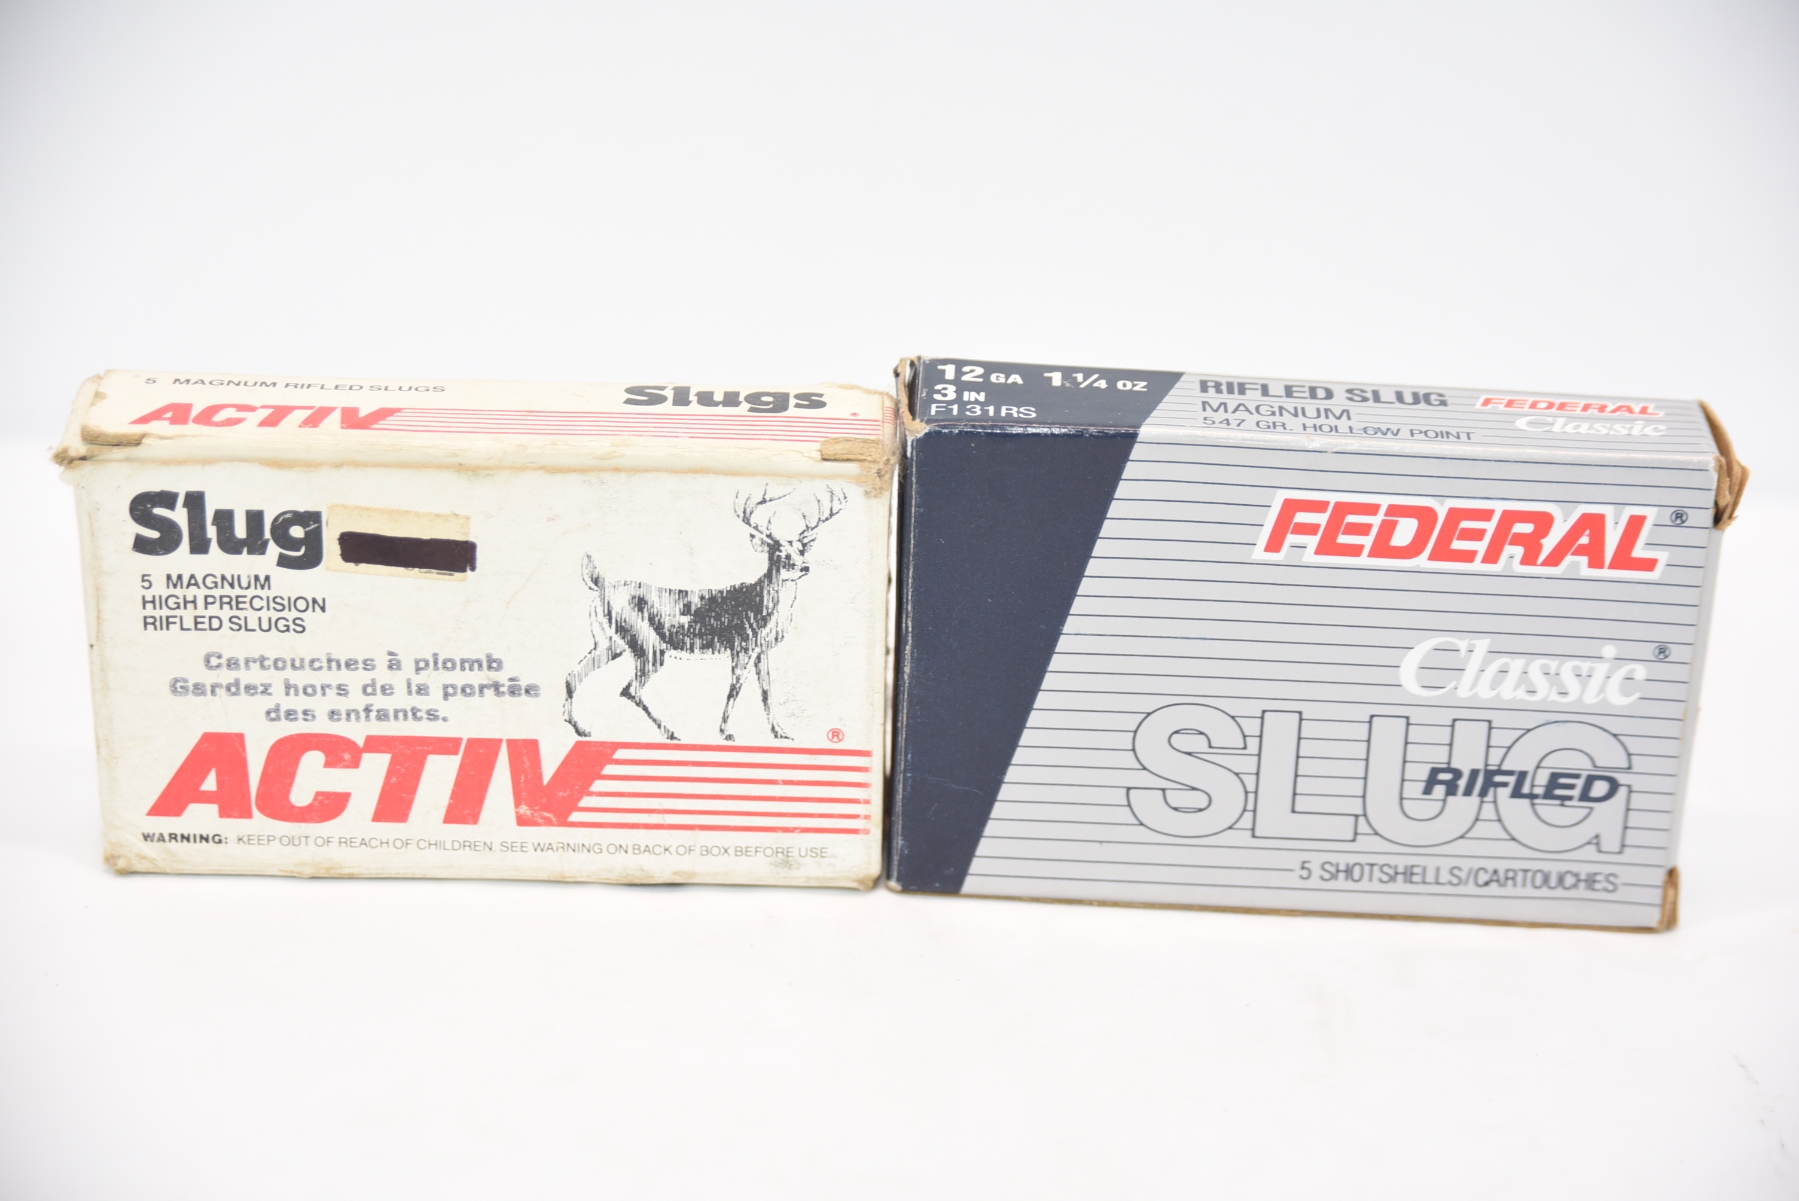 5 MAGNUM RIFLED SLUGS
Slugs
ACTIV
®
Slug
5 MAGNUM
HIGH PRECISION
RIFLED SLUGS
Cartouches à plomb
Gardez hors de la portée
des enfants.
®
ACTIV
WARNING: KEEP OUT OF REACH OF CHILDREN. SEE WARNING ON BACK OF BOX BEFORE USE
12 GA 1 1/4 OZ
3 IN
F131RS
RIFLED SLUG
MAGNUM
547 GR. HOLLOW POINT
FEDERAL
Classic
FEDERAL®
Classic®
SLUG
RIFLED
5 SHOTSHELLS/CARTOUCHES